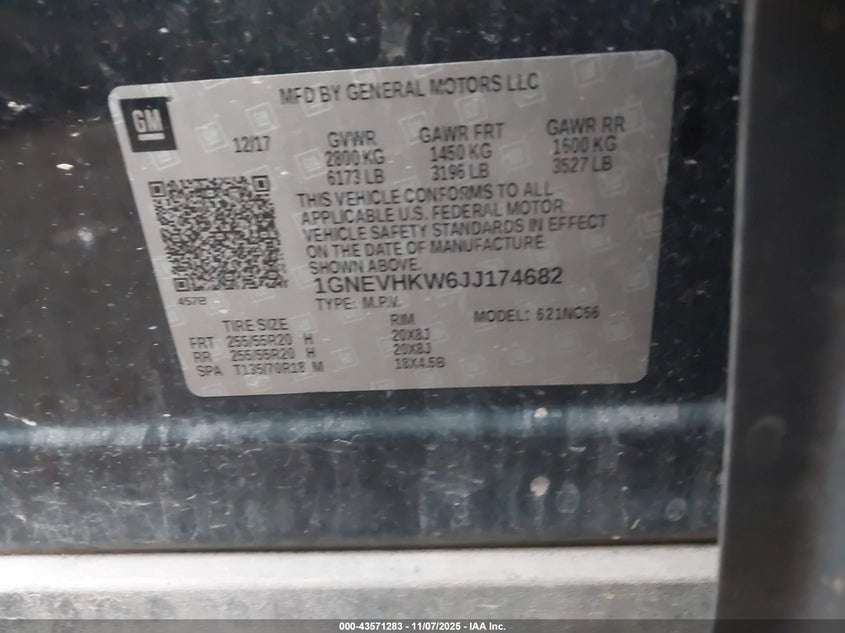 MFD BY GENERAL MOTORS LLC
GM
12/17
GVWR
2800 KG
6173 LB
GAWR FRT
1450 KG
3196 LB
GAWR RR
1600 KG
3527 LB
THIS VEHICLE CONFORMS TO ALL
APPLICABLE U.S. FEDERAL MOTOR
VEHICLE SAFETY STANDARDS IN EFFECT
ON THE DATE OF MANUFACTURE
SHOWN ABOVE.
457B
1GNEVHKW6JJ174682
TYPE: M.P.V.
MODEL: 621NC56
TIRE SIZE RIM
FRT 255/55R20 H 20X8J
RR 255/55R20 H 20X8J
SPA T135/70R18 M 18X4.5B
000-43571283 - 11/07/2025 - IAA Inc.